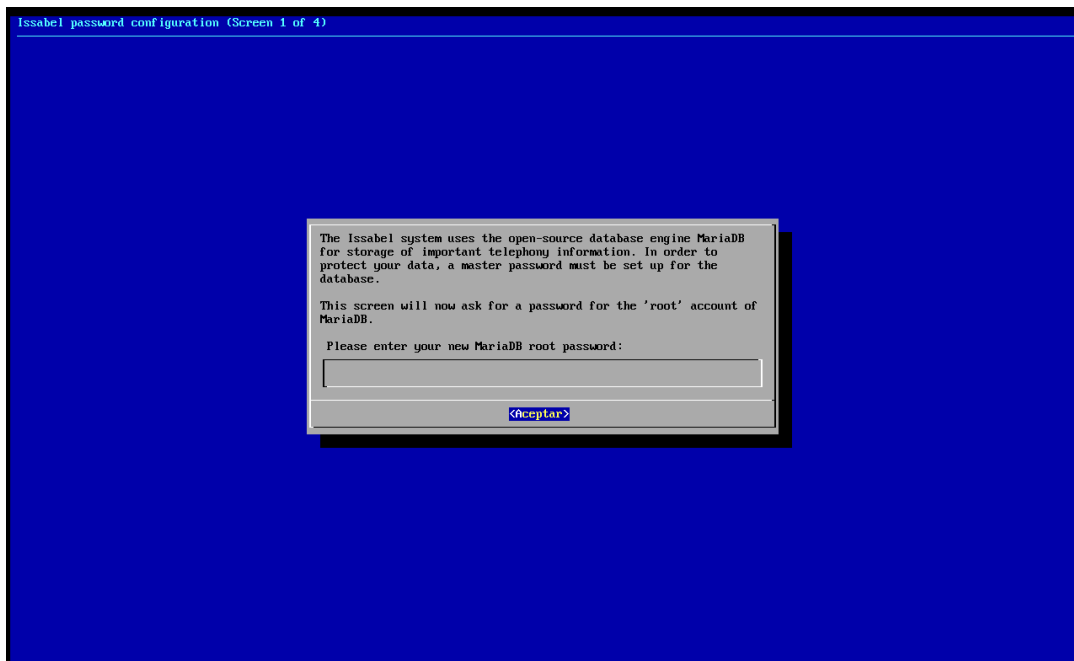 Issabel password configuration (Screen 1 of 4)
The Issabel system uses the open-source database engine MariaDB
for storage of important telephony information. In order to
protect your data, a master password must be set up for the
database.
This screen will now ask for a password for the 'root' account of
MariaDB.
Please enter your new MariaDB root password:
<Aceptar>